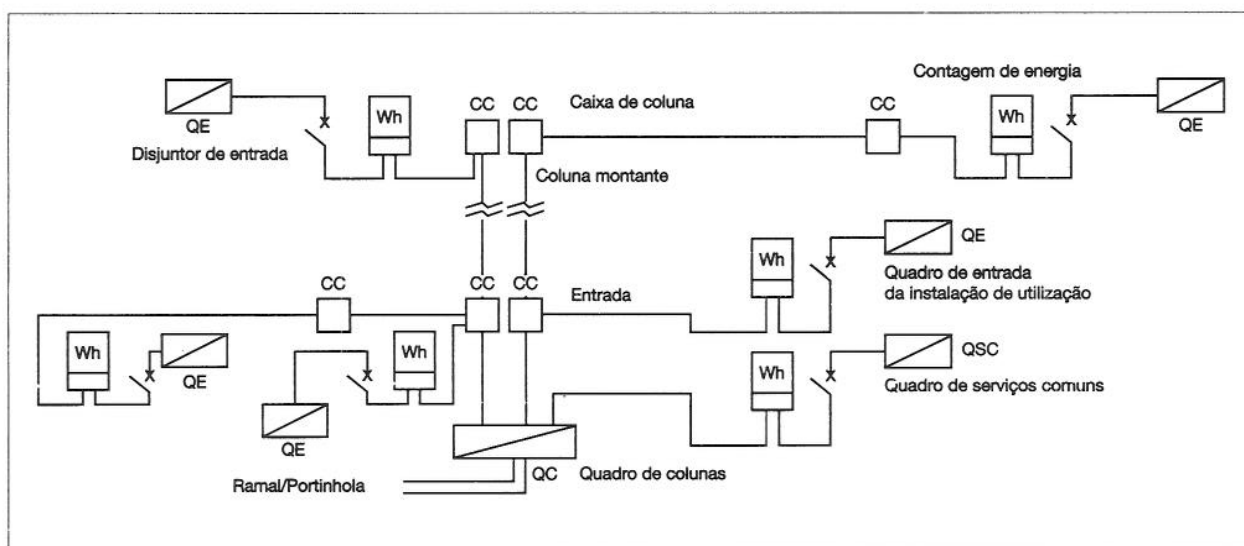 Contagem de energia
CC
CC
Caixa de coluna
CC
Wh
Wh
QE
QE
Disjuntor de entrada
Coluna montante
QE
Wh
CC
CC
CC
Entrada
Quadro de entrada
da instalação de utilização
Wh
QE
Wh
Wh
QSC
Quadro de serviços comuns
QE
QC
Quadro de colunas
Ramal/Portinhola